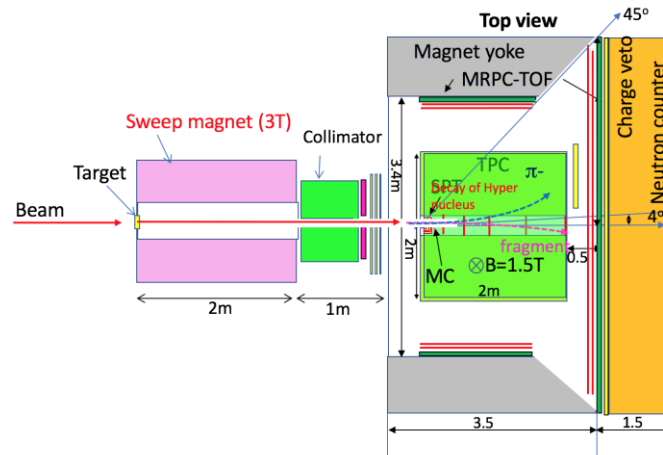 Top view
45°
Magnet yoke
MRPC-TOF
Charge veto
Neutron counter
Sweep magnet (3T)
Collimator
Target
Beam
3.4m
TPC
SPT
π-
Decay of Hyper
nucleus
4°
fragment
2m
MC
⊗B=1.5T
0.5
2m
2m
1m
3.5
1.5